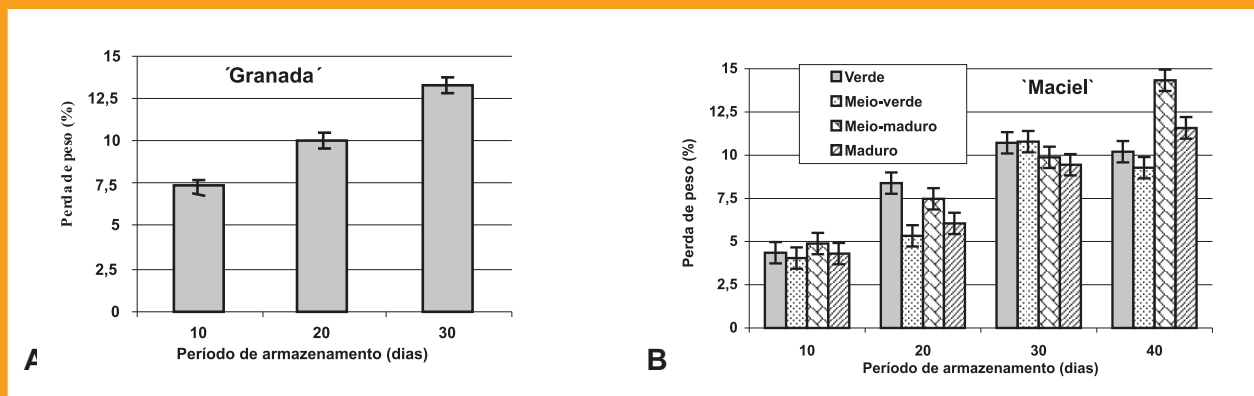 ´Granada´
Perda de peso (%)
15
12,5
10
7,5
5
2,5
0
10 20 30
Período de armazenamento (dias)
A
`Maciel`
Verde
Meio-verde
Meio-maduro
Maduro
Perda de peso (%)
15
12,5
10
7,5
5
2,5
0
10 20 30 40
Período de armazenamento (dias)
B